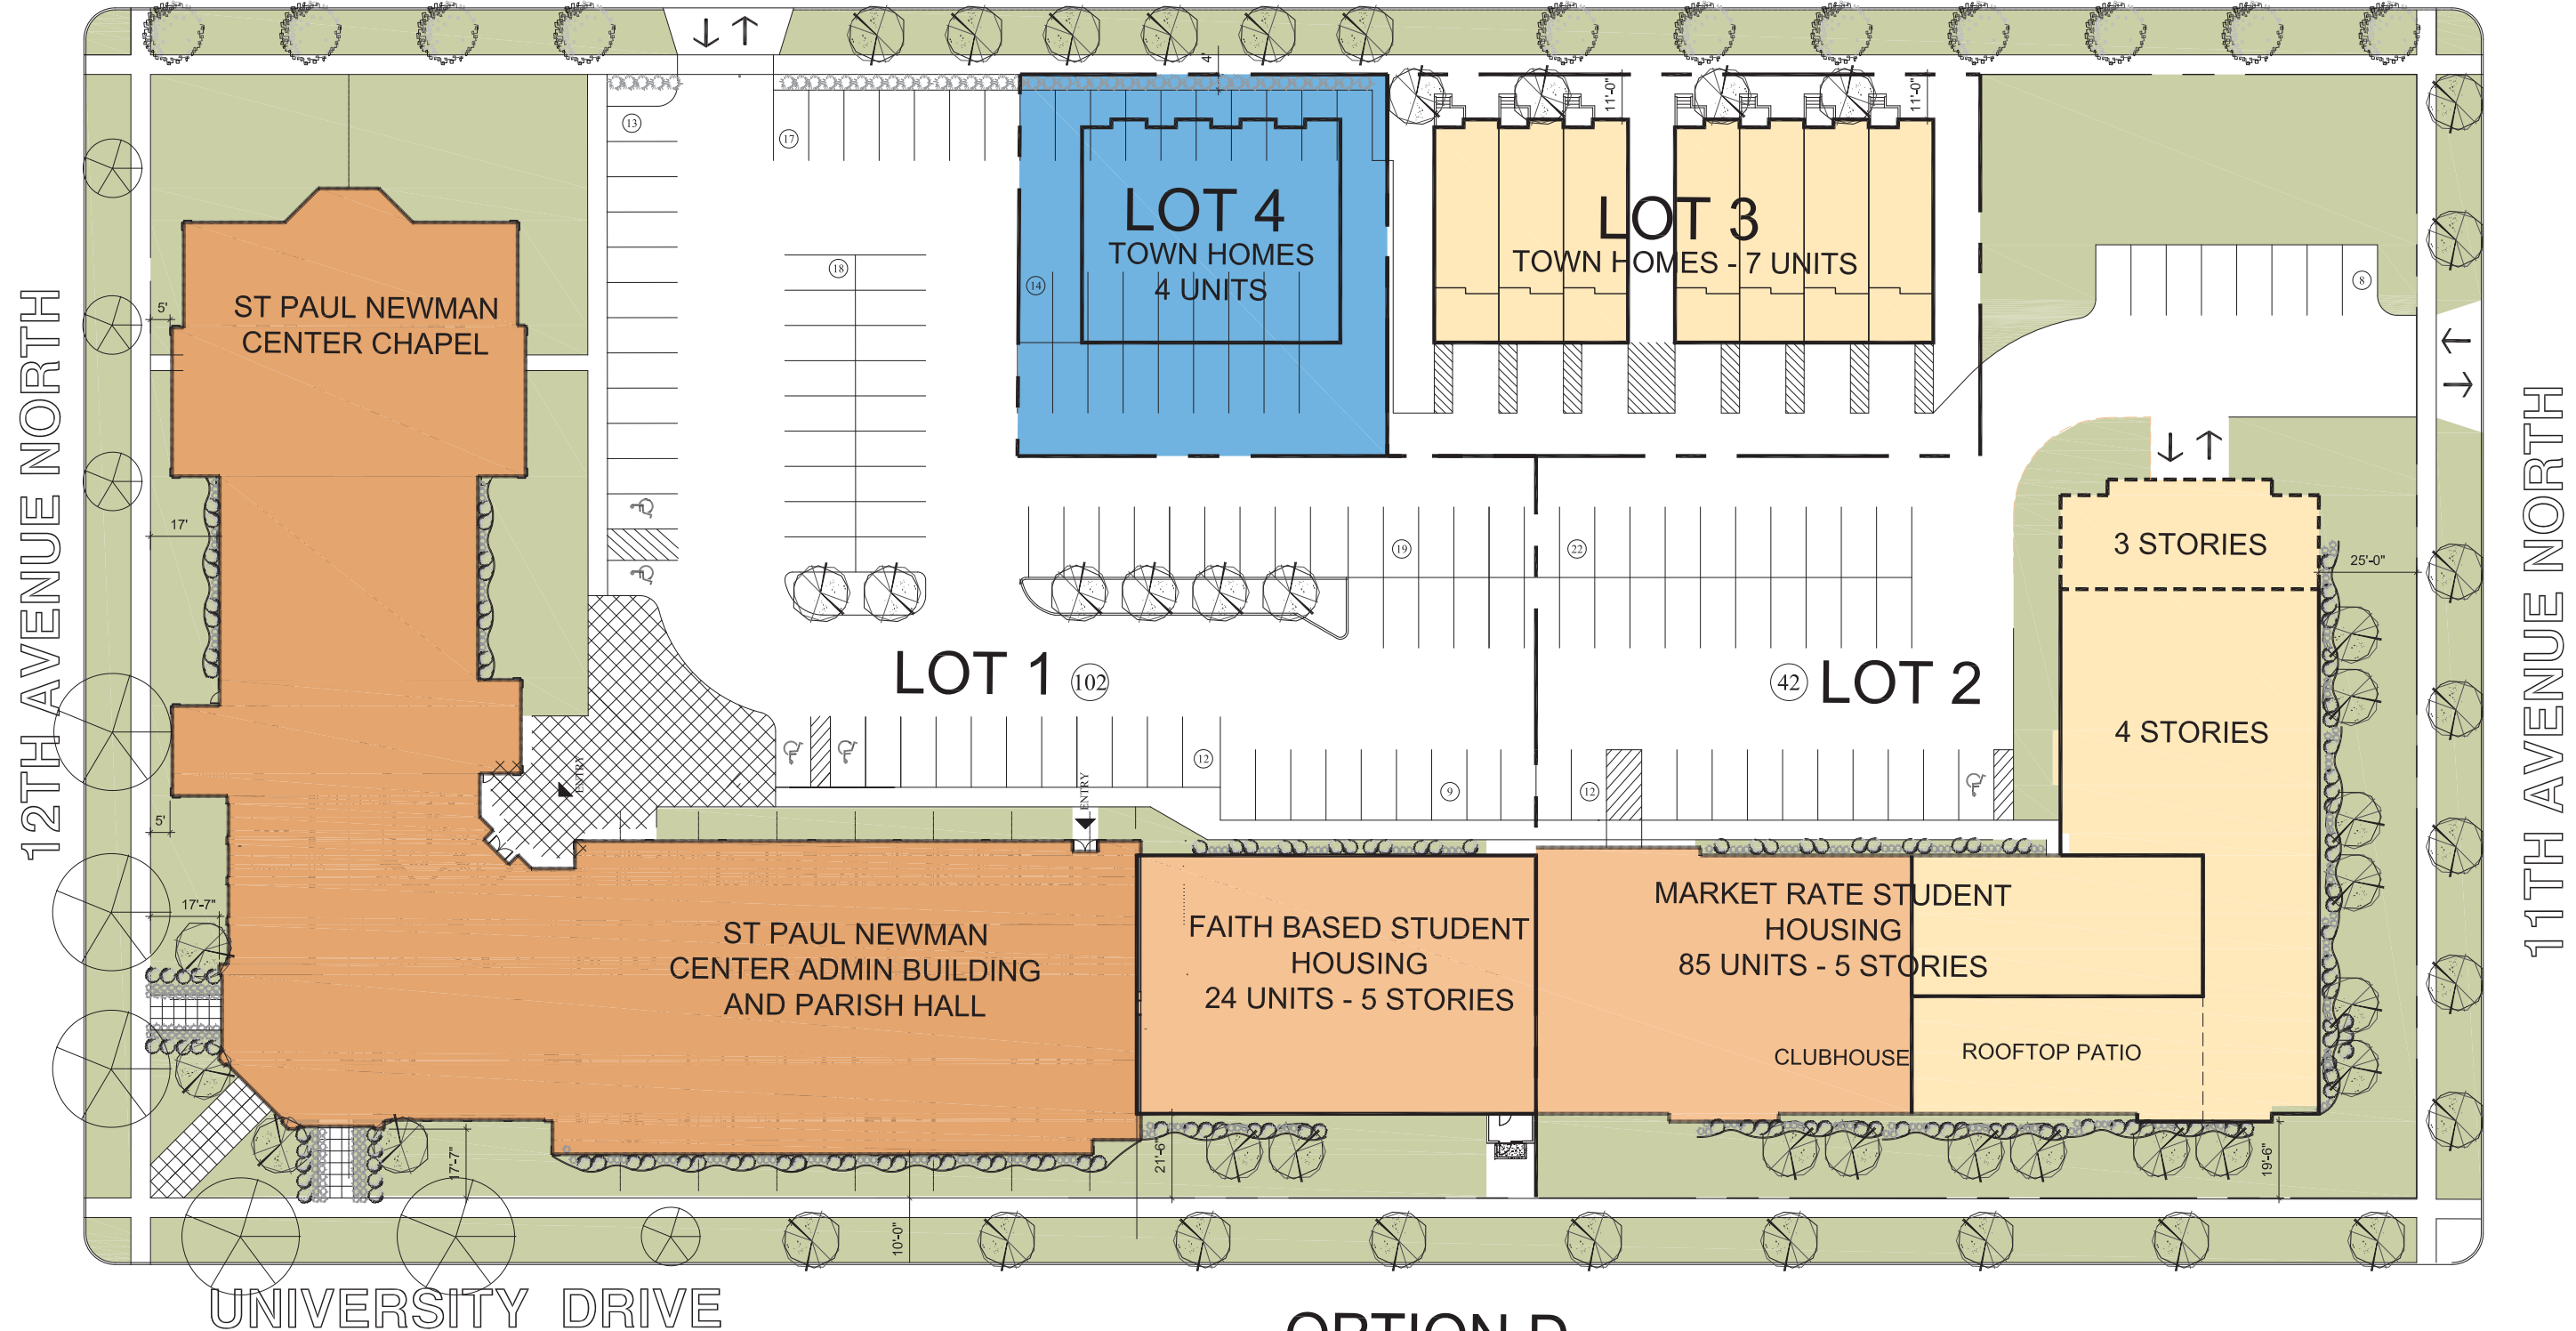 4'
13
17
11'-0"
11'-0"
LOT 4
TOWN HOMES
4 UNITS
LOT 3
TOWN HOMES - 7 UNITS
18
14
8
ST PAUL NEWMAN
CENTER CHAPEL
5'
12TH AVENUE NORTH
11TH AVENUE NORTH
17'
19
22
3 STORIES
25'-0"
LOT 1 102
42 LOT 2
4 STORIES
ENTRY
12
ENTRY
9
12
5'
17'-7"
ST PAUL NEWMAN
CENTER ADMIN BUILDING
AND PARISH HALL
FAITH BASED STUDENT
HOUSING
24 UNITS - 5 STORIES
MARKET RATE STUDENT
HOUSING
85 UNITS - 5 STORIES
CLUBHOUSE
ROOFTOP PATIO
17'-7"
21'-6"
19'-6"
10'-0"
UNIVERSITY DRIVE
OPTION D